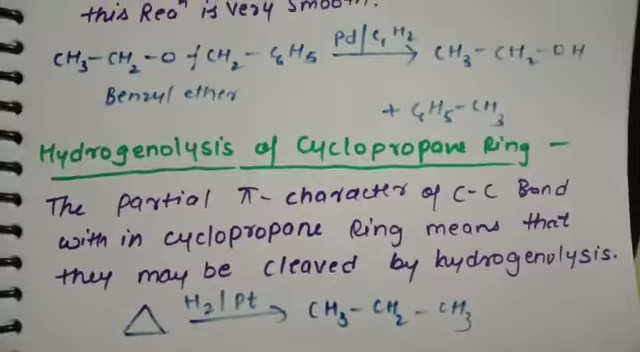 this Reoⁿ is very smooth.
CH₃-CH₂-O-/CH₂-C₆H₅ Pd/C, H₂ → CH₃-CH₂-OH
Benzyl ether
+ C₆H₅-CH₃
Hydrogenolysis of Cyclopropane Ring -
The Partial π-character of C-C Bond
with in cyclopropane Ring means that
they may be cleaved by hydrogenolysis.
△ H₂/Pt → CH₃-CH₂-CH₃